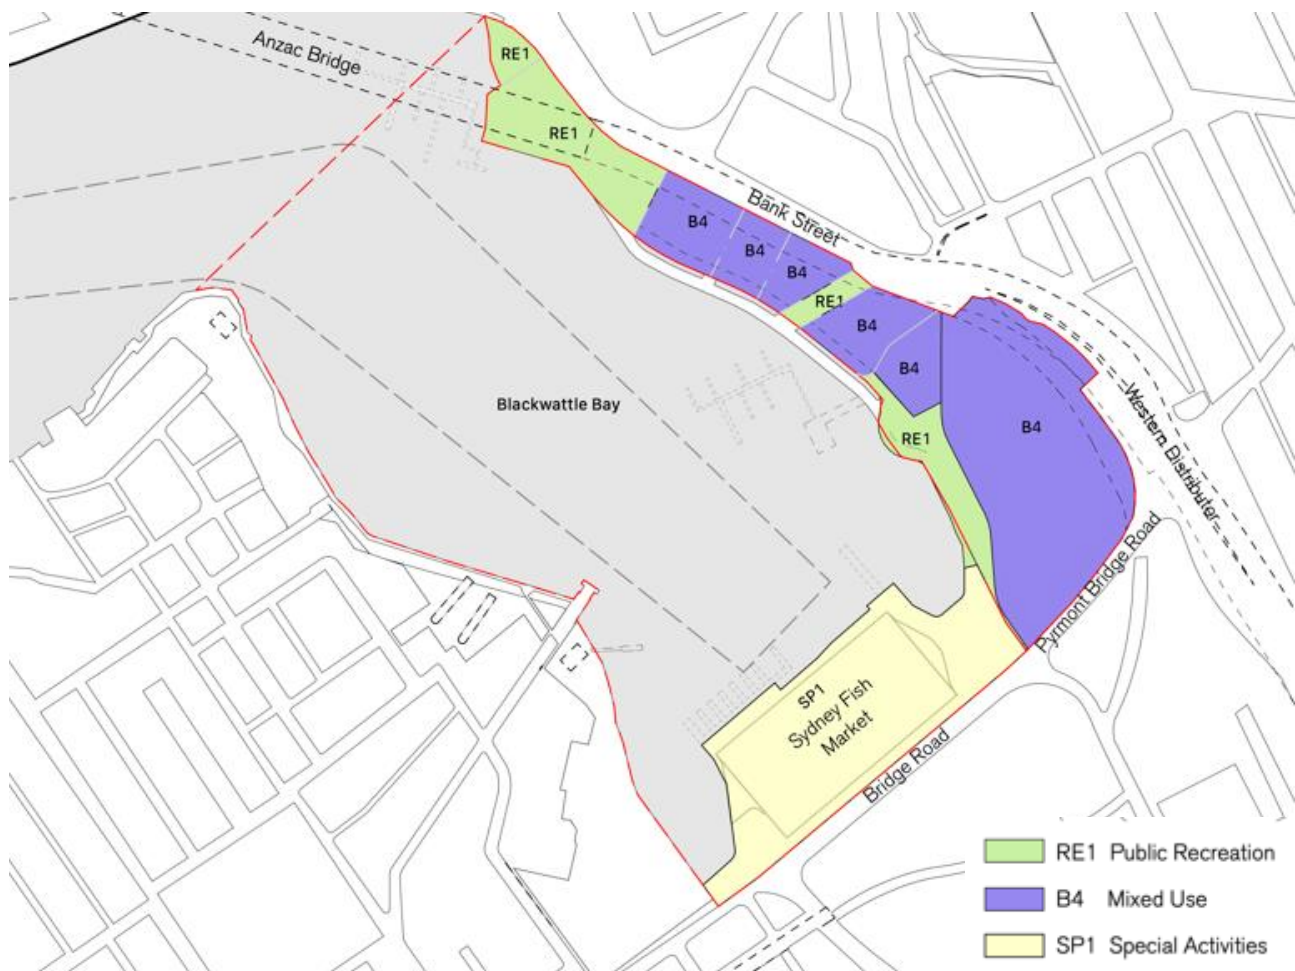 RE1
Anzac Bridge
RE1
Bank Street
B4
B4
B4
RE1
B4
B4
Blackwattle Bay
Western Distributor
RE1
B4
Pyrmont Bridge Road
SP1
Sydney Fish
Market
Bridge Road
RE1 Public Recreation
B4 Mixed Use
SP1 Special Activities